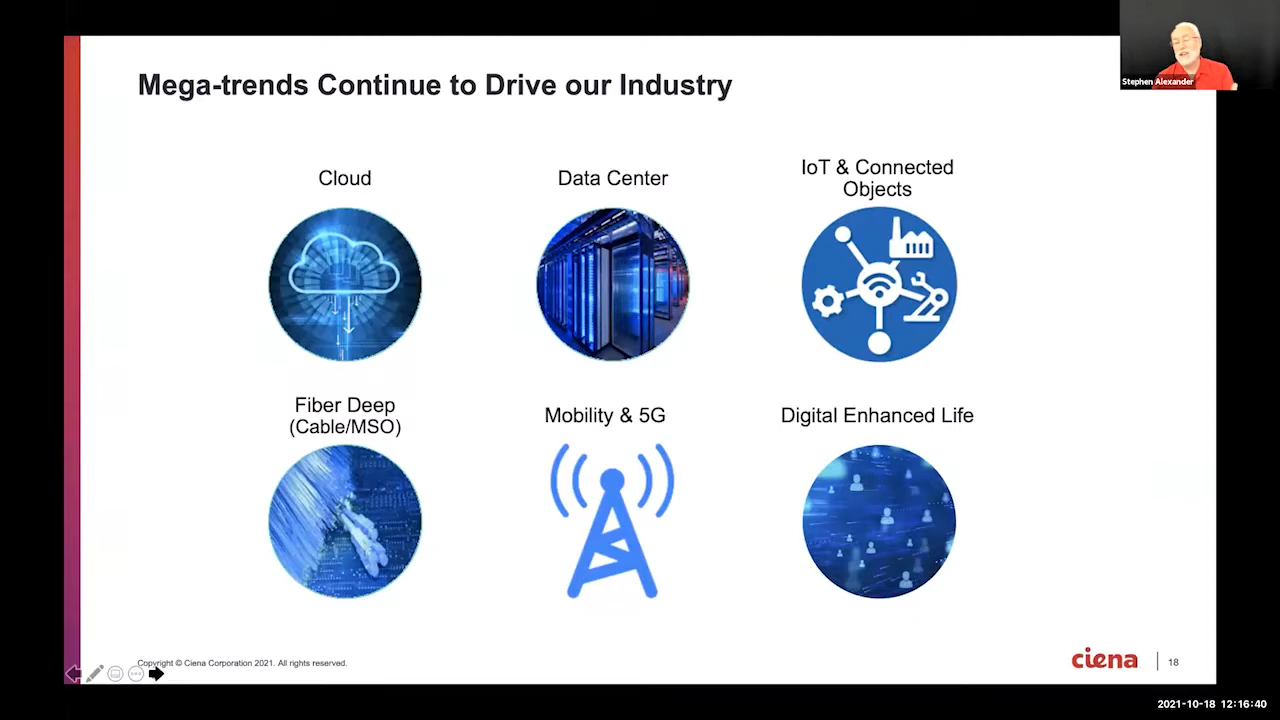 Stephen Alexander
Mega-trends Continue to Drive our Industry
Cloud
Data Center
IoT & Connected
Objects
Fiber Deep
(Cable/MSO)
Mobility & 5G
Digital Enhanced Life
Copyright © Ciena Corporation 2021. All rights reserved.
ciena
18
2021-10-18 12:16:40